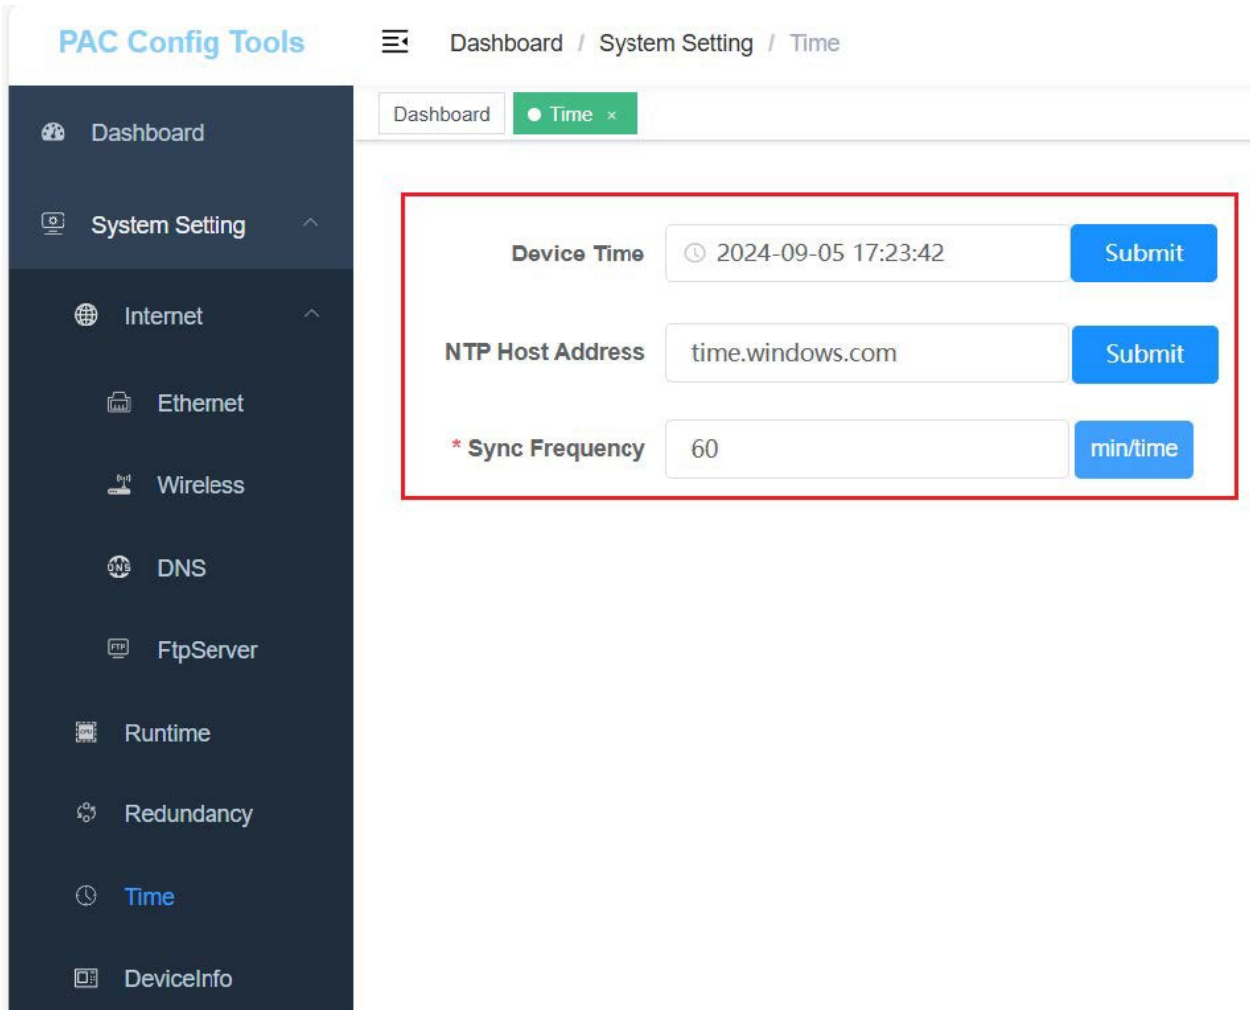 PAC Config Tools
Dashboard / System Setting / Time
Dashboard
Time ×
Dashboard
System Setting
Internet
Ethernet
Wireless
DNS
FtpServer
Runtime
Redundancy
Time
DeviceInfo
Device Time 2024-09-05 17:23:42 Submit
NTP Host Address time.windows.com Submit
* Sync Frequency 60 min/time